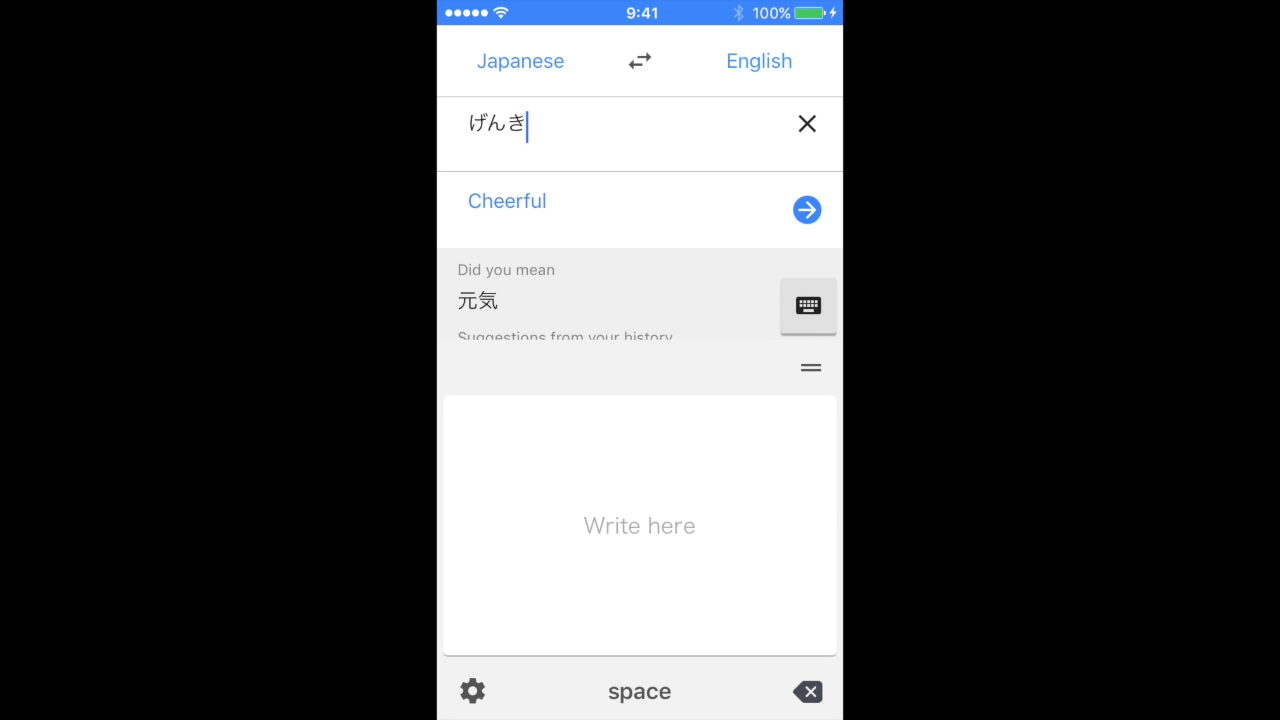 9:41
100%
Japanese
English
げんき
Cheerful
Did you mean
元気
Suggestions from your history
Write here
space